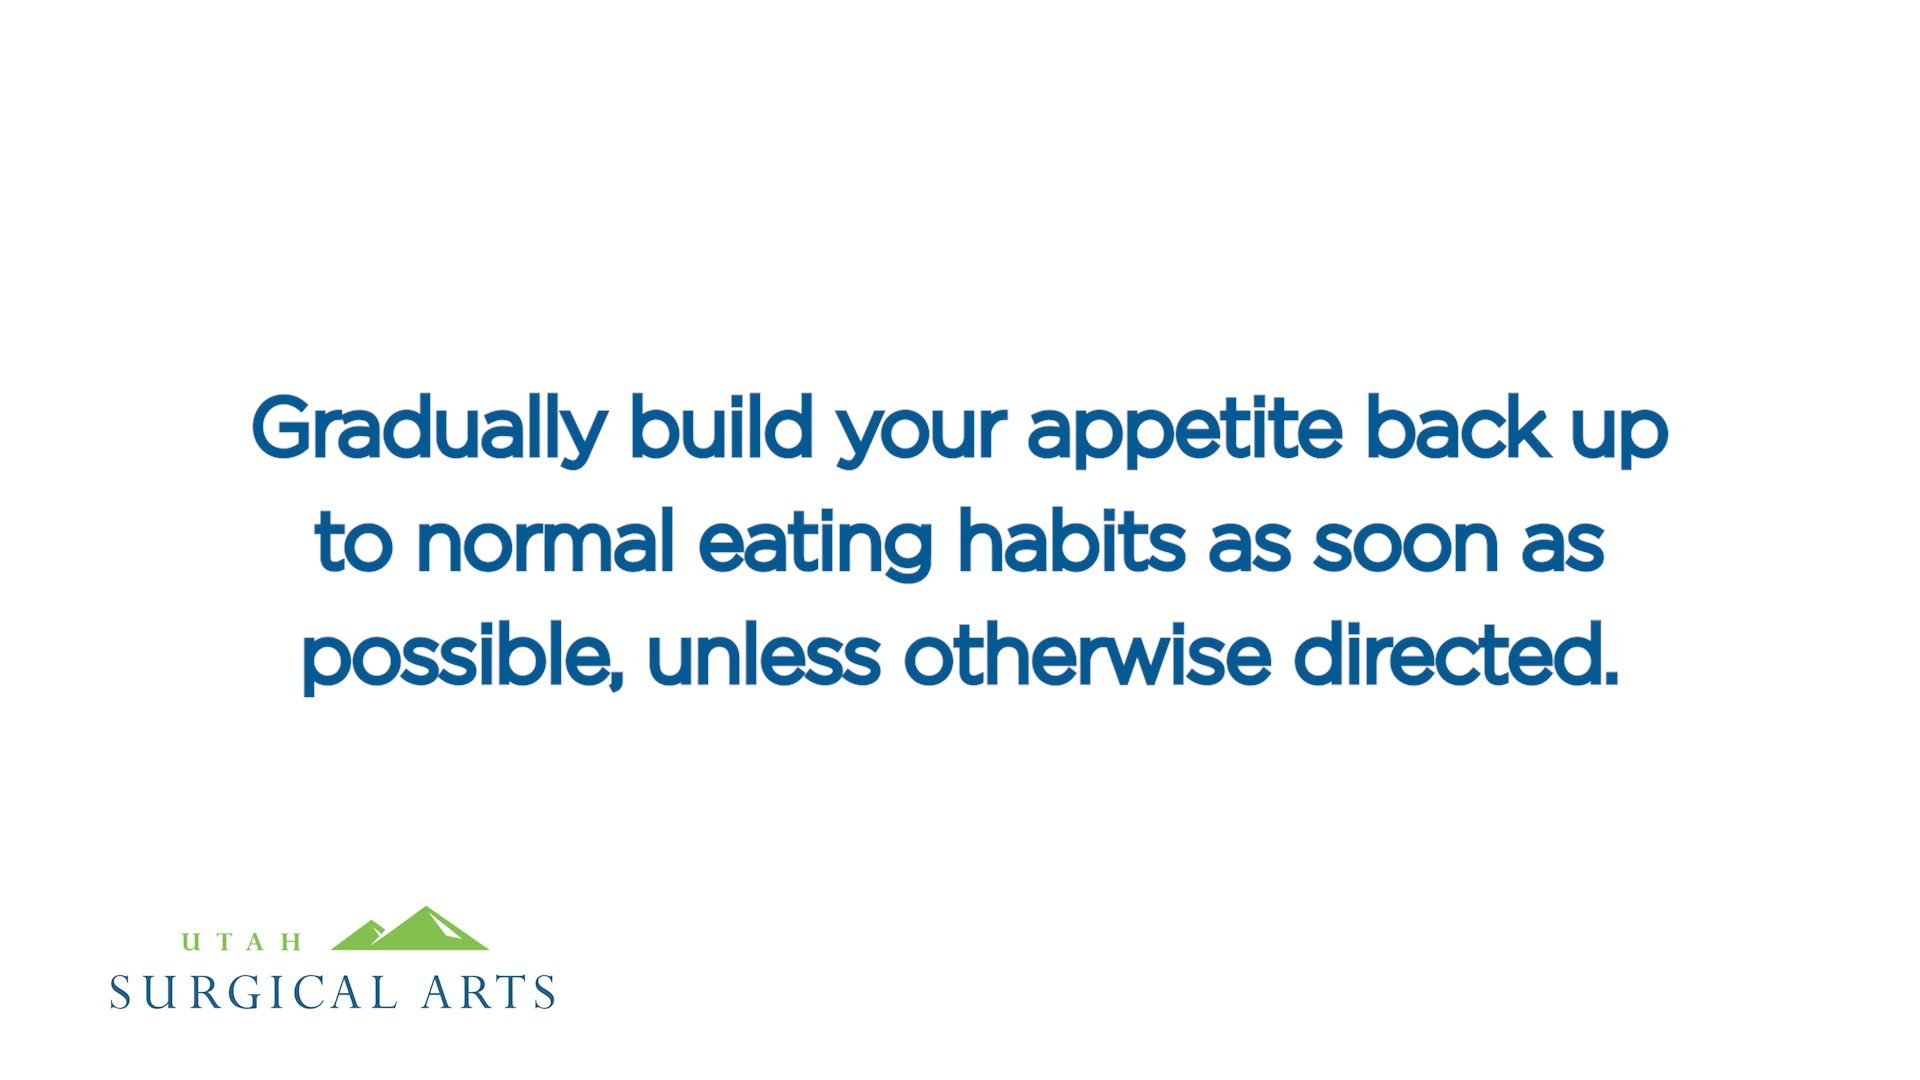 Gradually build your appetite back up
to normal eating habits as soon as
possible, unless otherwise directed.
UTAH
SURGICAL ARTS